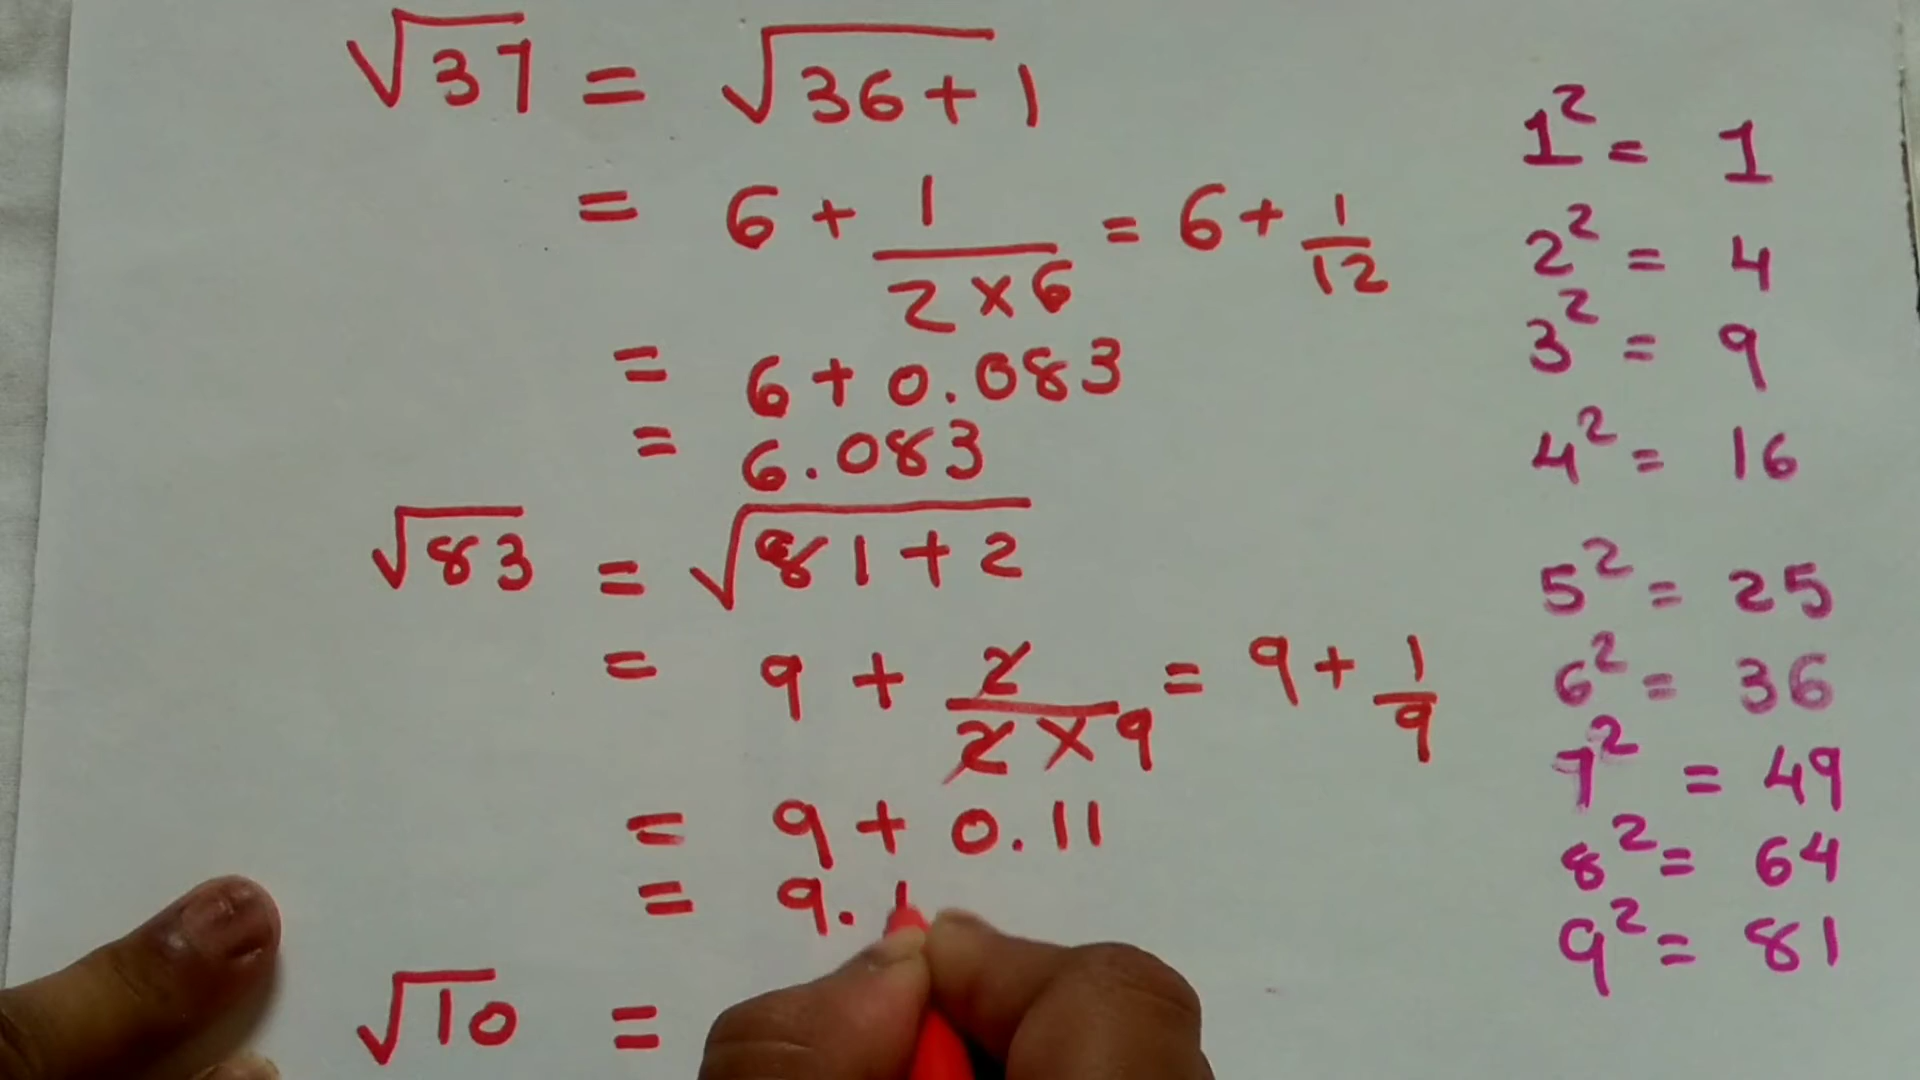 √37 = √36+1
= 6 + 1/2×6 = 6 + 1/12
= 6 + 0.083
= 6.083
√83 = √81+2
= 9 + 2/2×9 = 9 + 1/9
= 9 + 0.11
= 9.1
√10 =
1² = 1
2² = 4
3² = 9
4² = 16
5² = 25
6² = 36
7² = 49
8² = 64
9² = 81